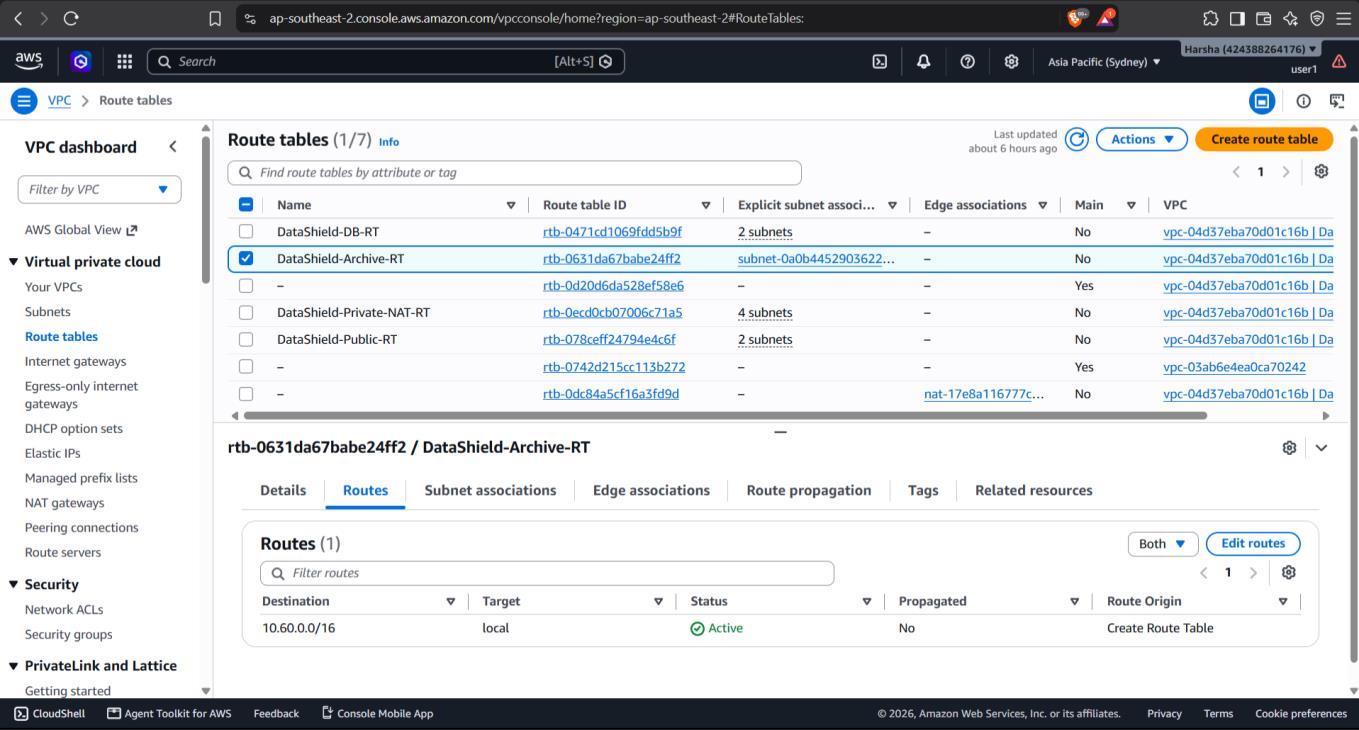 ap-southeast-2.console.aws.amazon.com/vpcconsole/home?region=ap-southeast-2#RouteTables:
aws
Search [Alt+S]
Asia Pacific (Sydney) ▼
Harsha (424388264176) ▼
user1
VPC > Route tables
VPC dashboard
Filter by VPC
AWS Global View
Virtual private cloud
Your VPCs
Subnets
Route tables
Internet gateways
Egress-only internet
gateways
DHCP option sets
Elastic IPs
Managed prefix lists
NAT gateways
Peering connections
Route servers
Security
Network ACLs
Security groups
PrivateLink and Lattice
Getting started
Route tables (1/7) Info
Last updated
about 6 hours ago
Actions ▼
Create route table
Find route tables by attribute or tag
1
Name Route table ID Explicit subnet associ... Edge associations Main VPC
DataShield-DB-RT rtb-0471cd1069fdd5b9f 2 subnets – No vpc-04d37eba70d01c16b | Da
DataShield-Archive-RT rtb-0631da67babe24ff2 subnet-0a0b4452903622... – No vpc-04d37eba70d01c16b | Da
– rtb-0d20d6da528ef58e6 – – Yes vpc-04d37eba70d01c16b | Da
DataShield-Private-NAT-RT rtb-0ecd0cb07006c71a5 4 subnets – No vpc-04d37eba70d01c16b | Da
DataShield-Public-RT rtb-078ceff24794e4c6f 2 subnets – No vpc-04d37eba70d01c16b | Da
– rtb-0742d215cc113b272 – – Yes vpc-03ab6e4ea0ca70242
– rtb-0dc84a5cf16a3fd9d – nat-17e8a116777c... No vpc-04d37eba70d01c16b | Da
rtb-0631da67babe24ff2 / DataShield-Archive-RT
Details Routes Subnet associations Edge associations Route propagation Tags Related resources
Routes (1)
Both ▼
Edit routes
Filter routes
1
Destination Target Status Propagated Route Origin
10.60.0.0/16 local Active No Create Route Table
CloudShell Agent Toolkit for AWS Feedback Console Mobile App
© 2026, Amazon Web Services, Inc. or its affiliates. Privacy Terms Cookie preferences